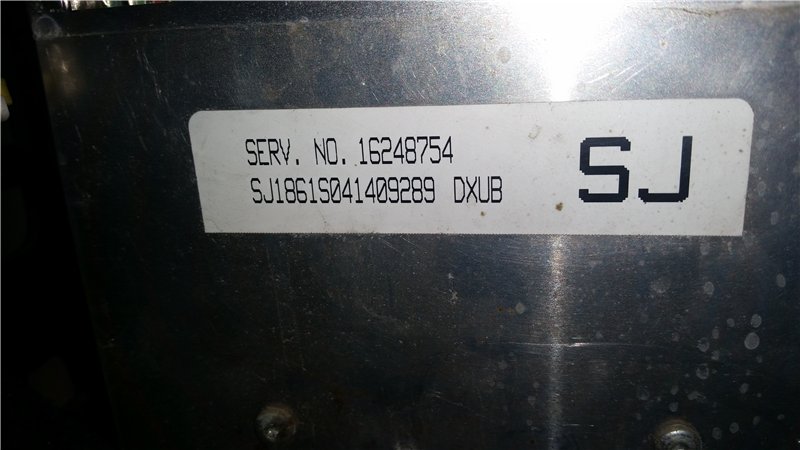 SERV. NO. 16248754
SJ1861S041409289 DXUB
SJ